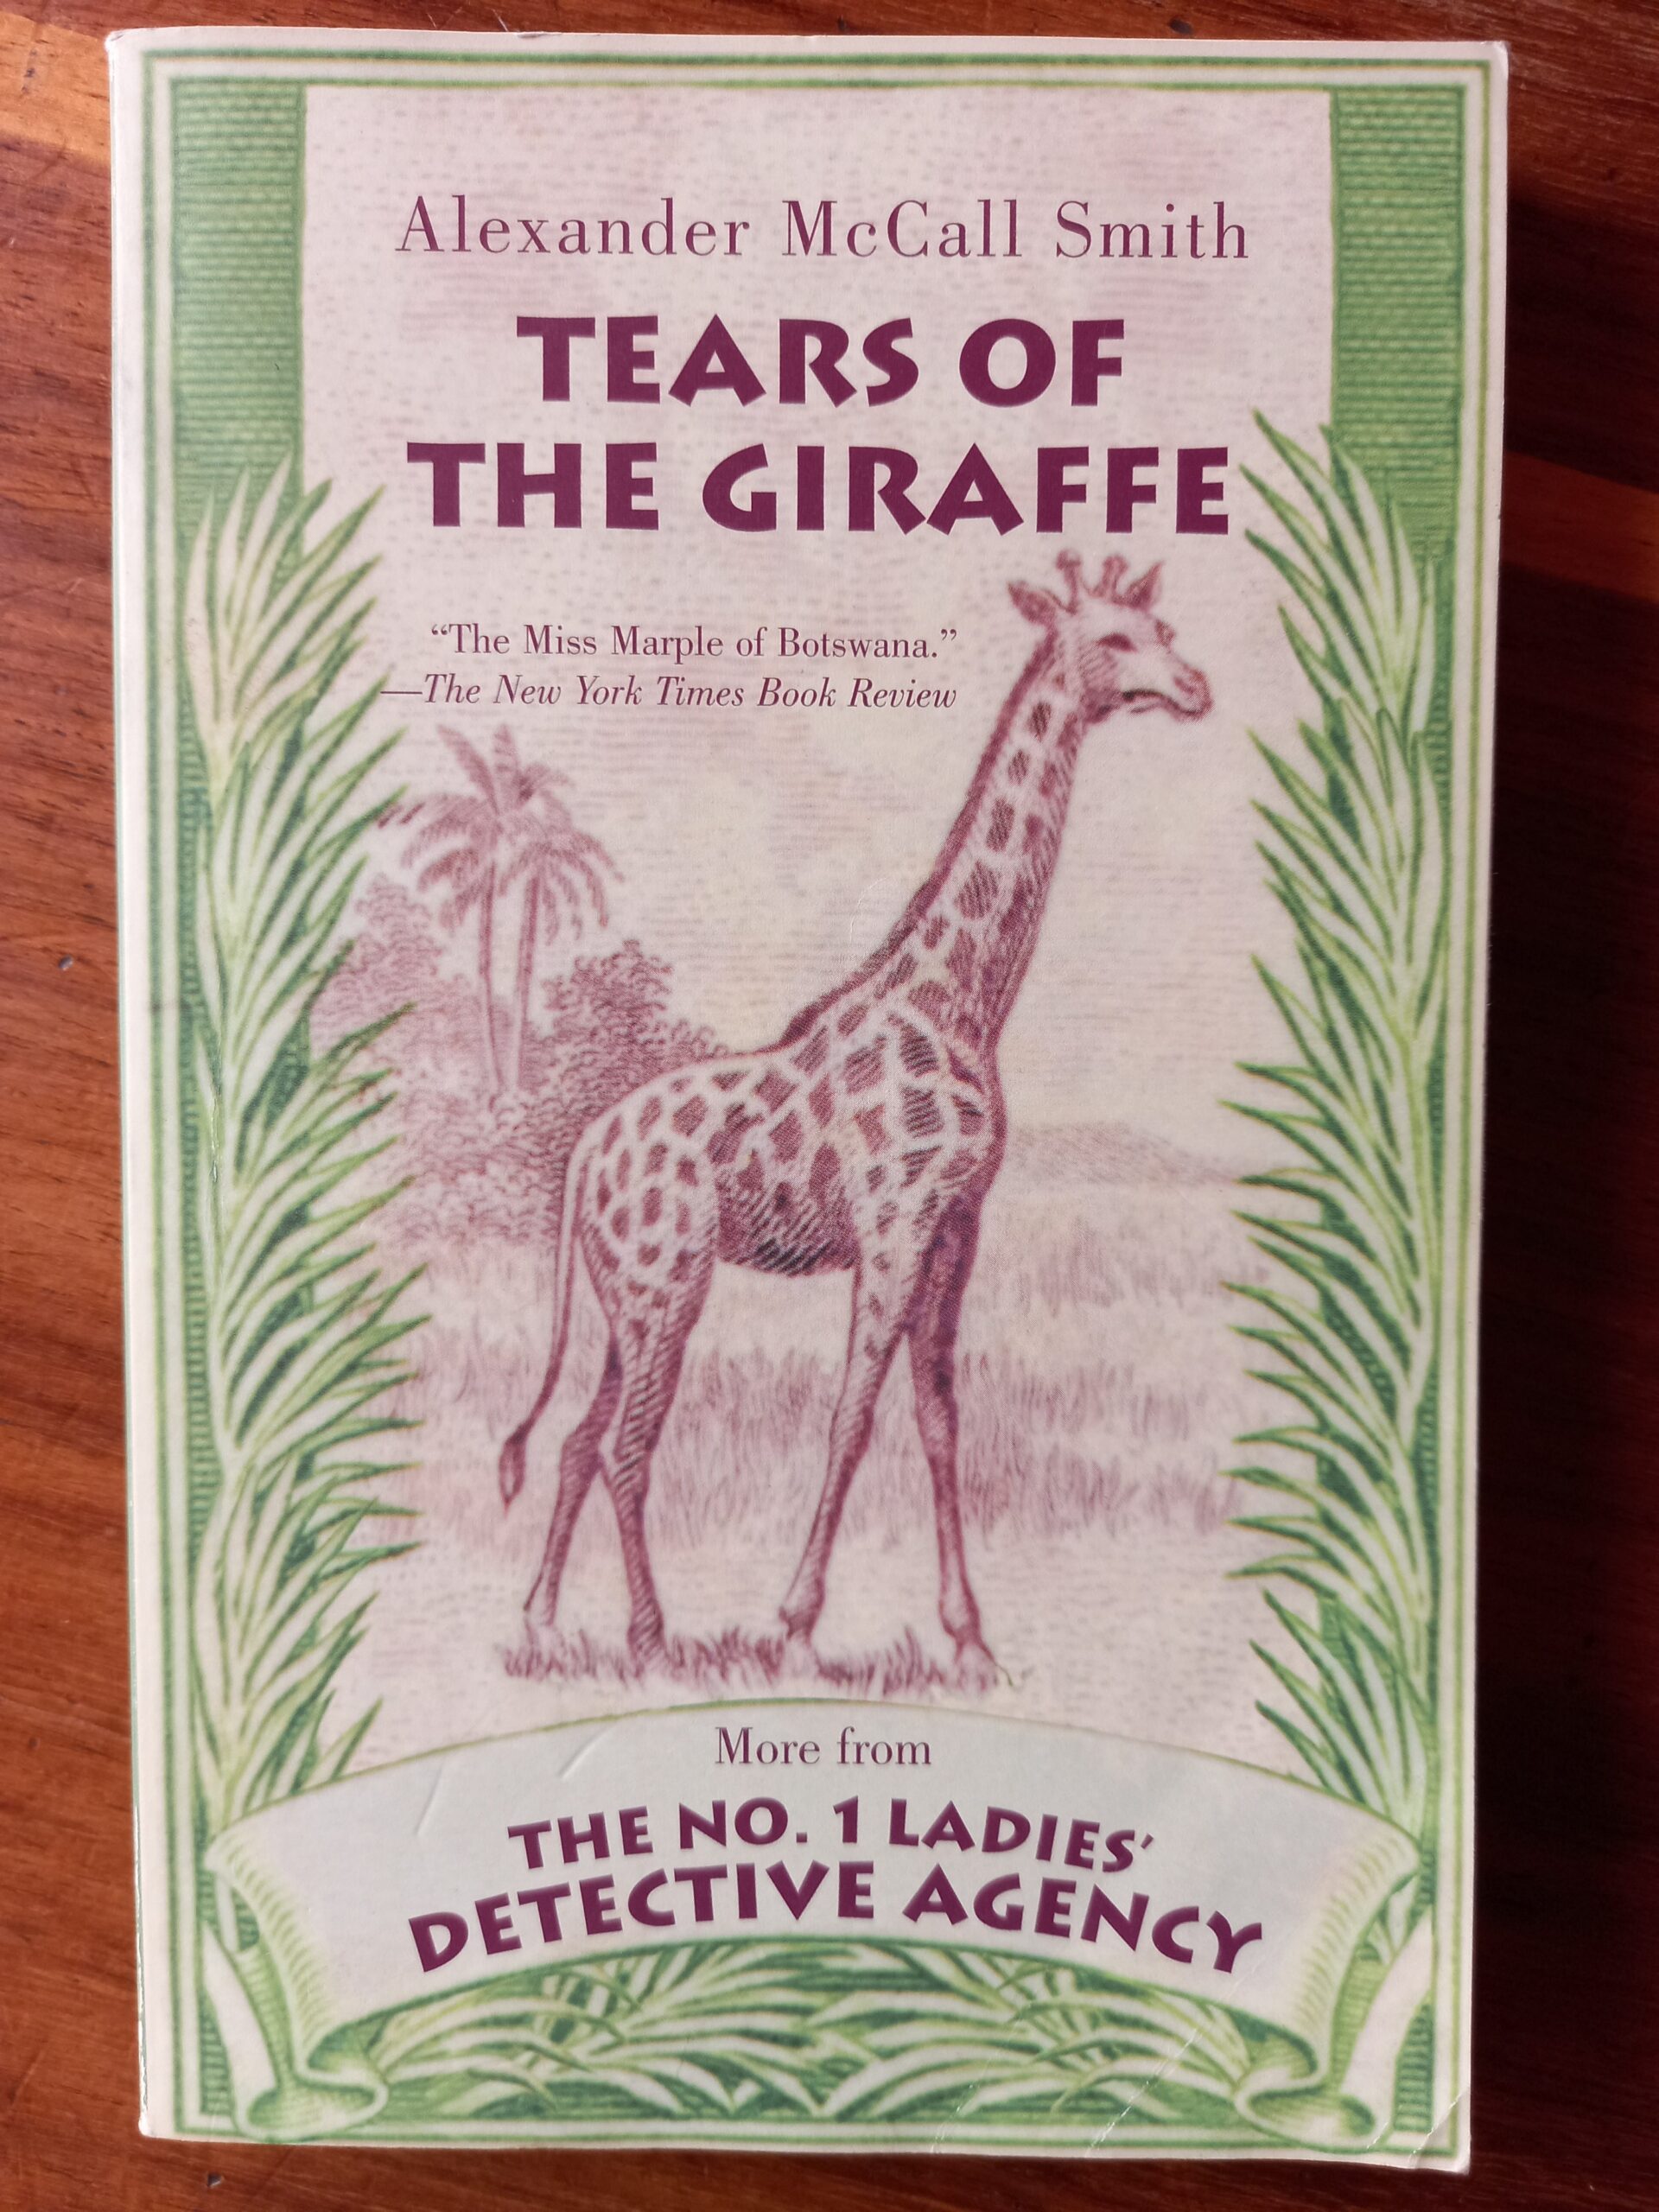 Alexander McCall Smith
TEARS OF
THE GIRAFFE
“The Miss Marple of Botswana.”
—The New York Times Book Review
More from
THE NO. 1 LADIES’
DETECTIVE AGENCY